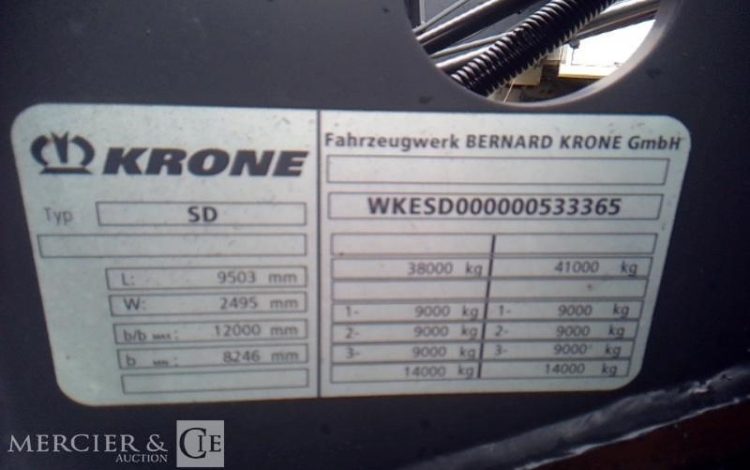 KRONE
Typ SD
L: 9503 mm
W: 2495 mm
b/b MAX: 12000 mm
b MIN: 8246 mm
Fahrzeugwerk BERNARD KRONE GmbH
WKESD000000533365
38000 kg 41000 kg
1- 9000 kg 1- 9000 kg
2- 9000 kg 2- 9000 kg
3- 9000 kg 3- 9000 kg
14000 kg 14000 kg
MERCIER & CIE
AUCTION